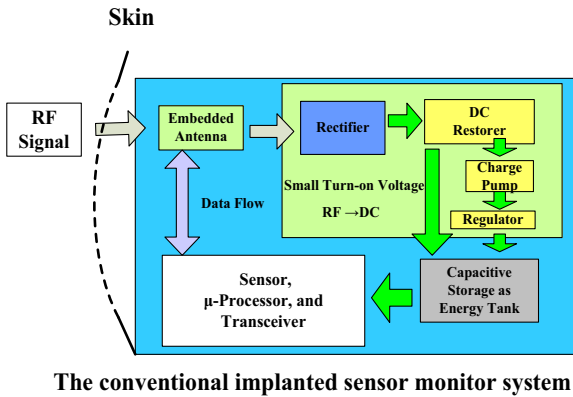 Skin
RF
Signal
Embedded
Antenna
Rectifier
DC
Restorer
Charge
Pump
Small Turn-on Voltage
RF →DC
Regulator
Data Flow
Sensor,
μ-Processor, and
Transceiver
Capacitive
Storage as
Energy Tank
The conventional implanted sensor monitor system